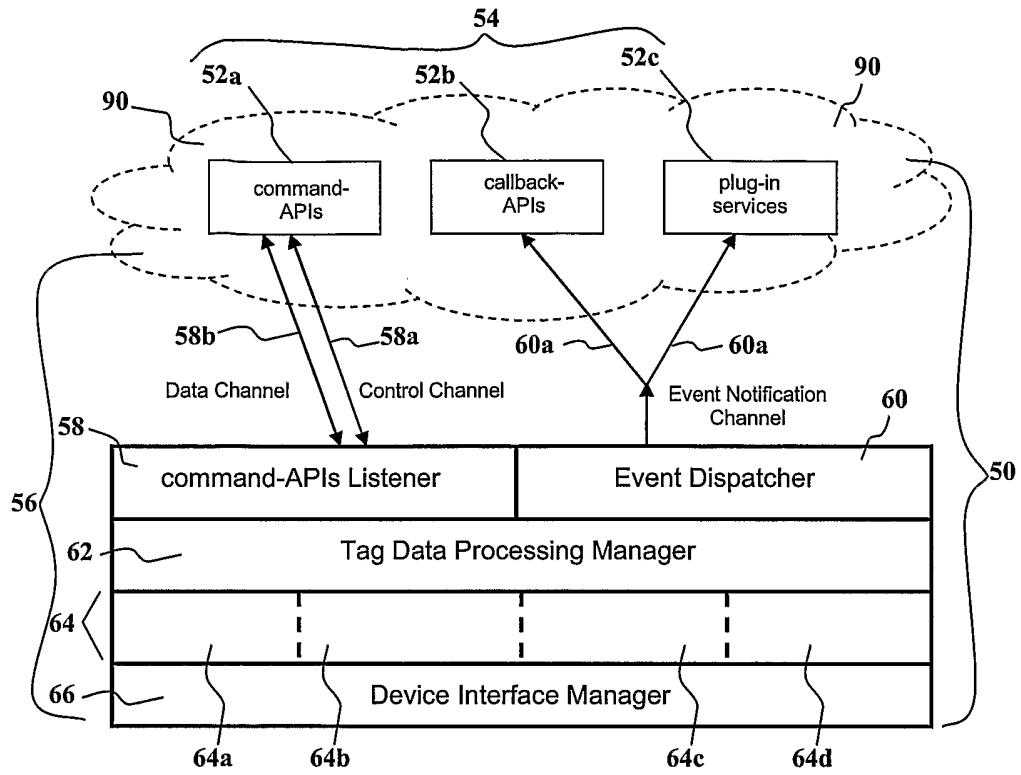 54
52a
52b
52c
90
90
command-
APIs
callback-
APIs
plug-in
services
58b
58a
60a
60a
Data Channel
Control Channel
Event Notification
Channel
58
60
command-APIs Listener
Event Dispatcher
50
56
62
Tag Data Processing Manager
64
66
Device Interface Manager
64a
64b
64c
64d